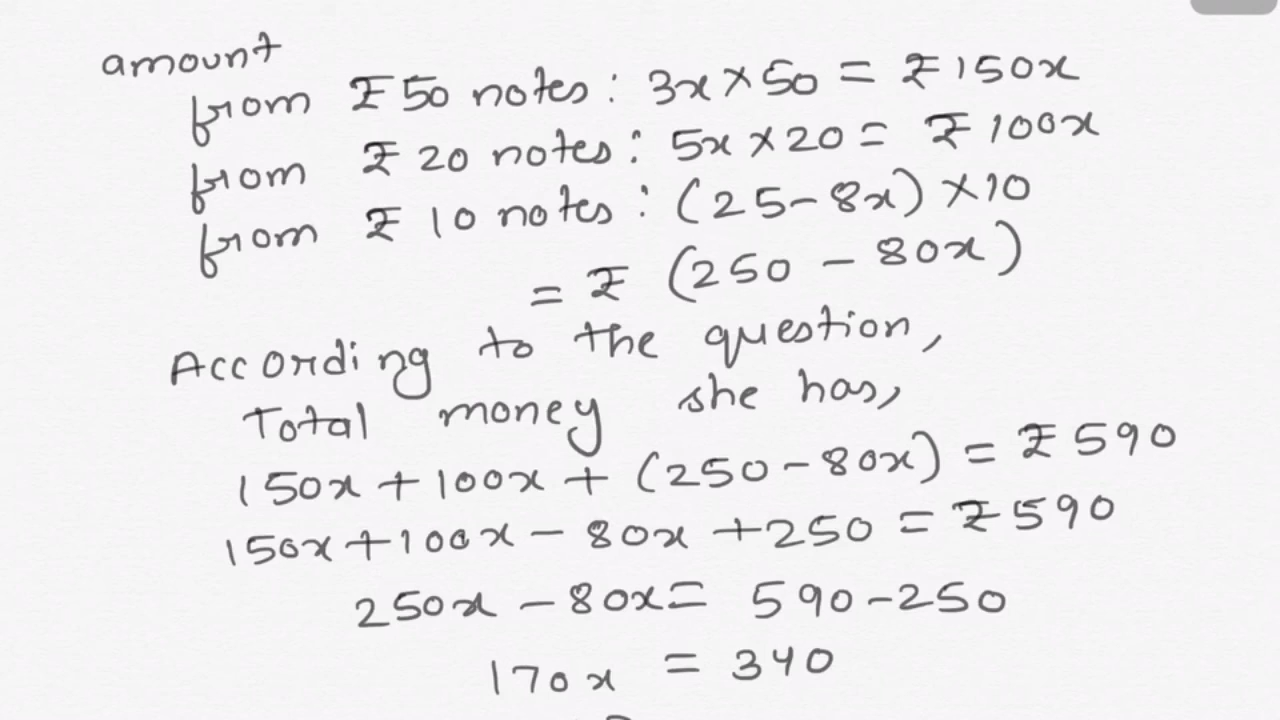 amount
from ₹50 notes: 3x×50 = ₹150x
from ₹20 notes: 5x×20 = ₹100x
from ₹10 notes: (25-8x)×10
= ₹ (250 - 80x)
According to the question,
Total money she has,
150x+100x+(250-80x) = ₹590
150x+100x-80x+250 = ₹590
250x-80x= 590-250
170x = 340